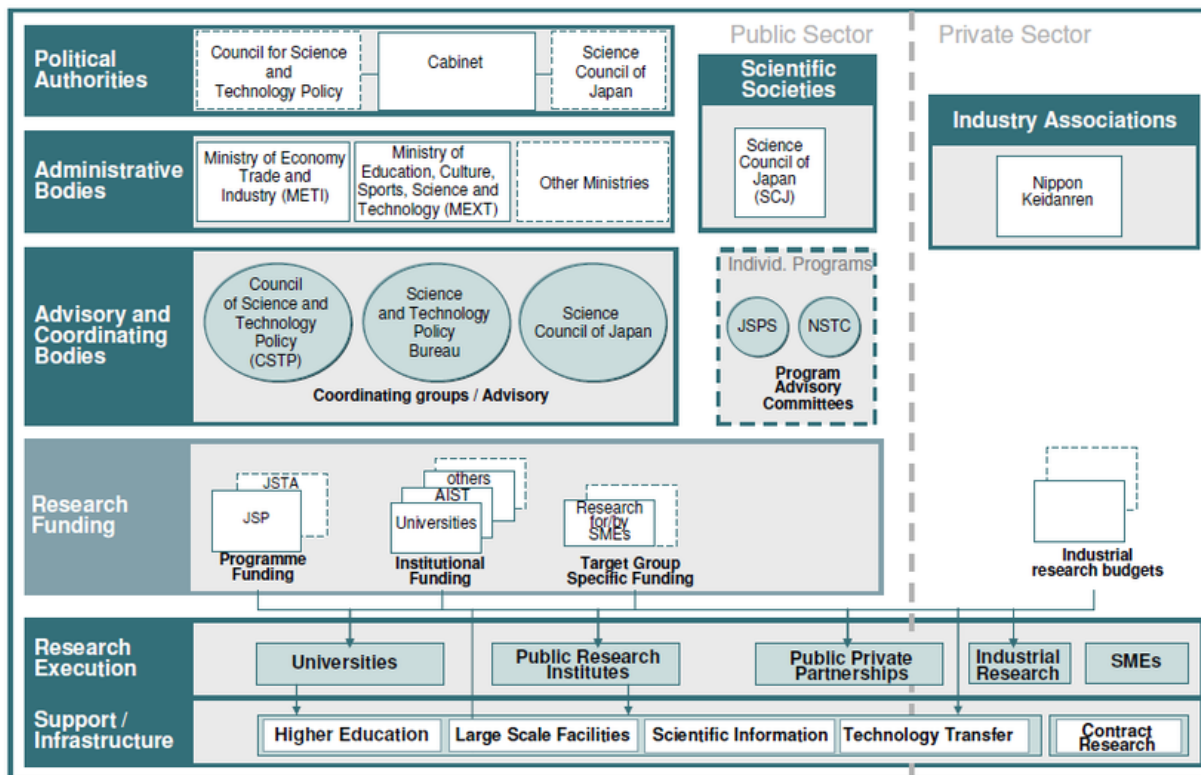 Public Sector
Private Sector
Political
Authorities
Council for Science
and
Technology Policy
Cabinet
Science
Council of
Japan
Scientific
Societies
Science
Council of
Japan
(SCJ)
Industry Associations
Nippon
Keidanren
Administrative
Bodies
Ministry of Economy
Trade and
Industry (METI)
Ministry of
Education, Culture,
Sports, Science and
Technology (MEXT)
Other Ministries
Advisory and
Coordinating
Bodies
Council
of Science and
Technology
Policy
(CSTP)
Science
and Technology
Policy
Bureau
Science
Council of Japan
Coordinating groups / Advisory
Individ. Programs
JSPS
NSTC
Program
Advisory
Committees
Research
Funding
JSTA
JSP
Programme
Funding
others
AIST
Universities
Institutional
Funding
Research
for/by
SMEs
Target Group
Specific Funding
Industrial
research budgets
Research
Execution
Universities
Public Research
Institutes
Public Private
Partnerships
Industrial
Research
SMEs
Support /
Infrastructure
Higher Education
Large Scale Facilities
Scientific Information
Technology Transfer
Contract
Research